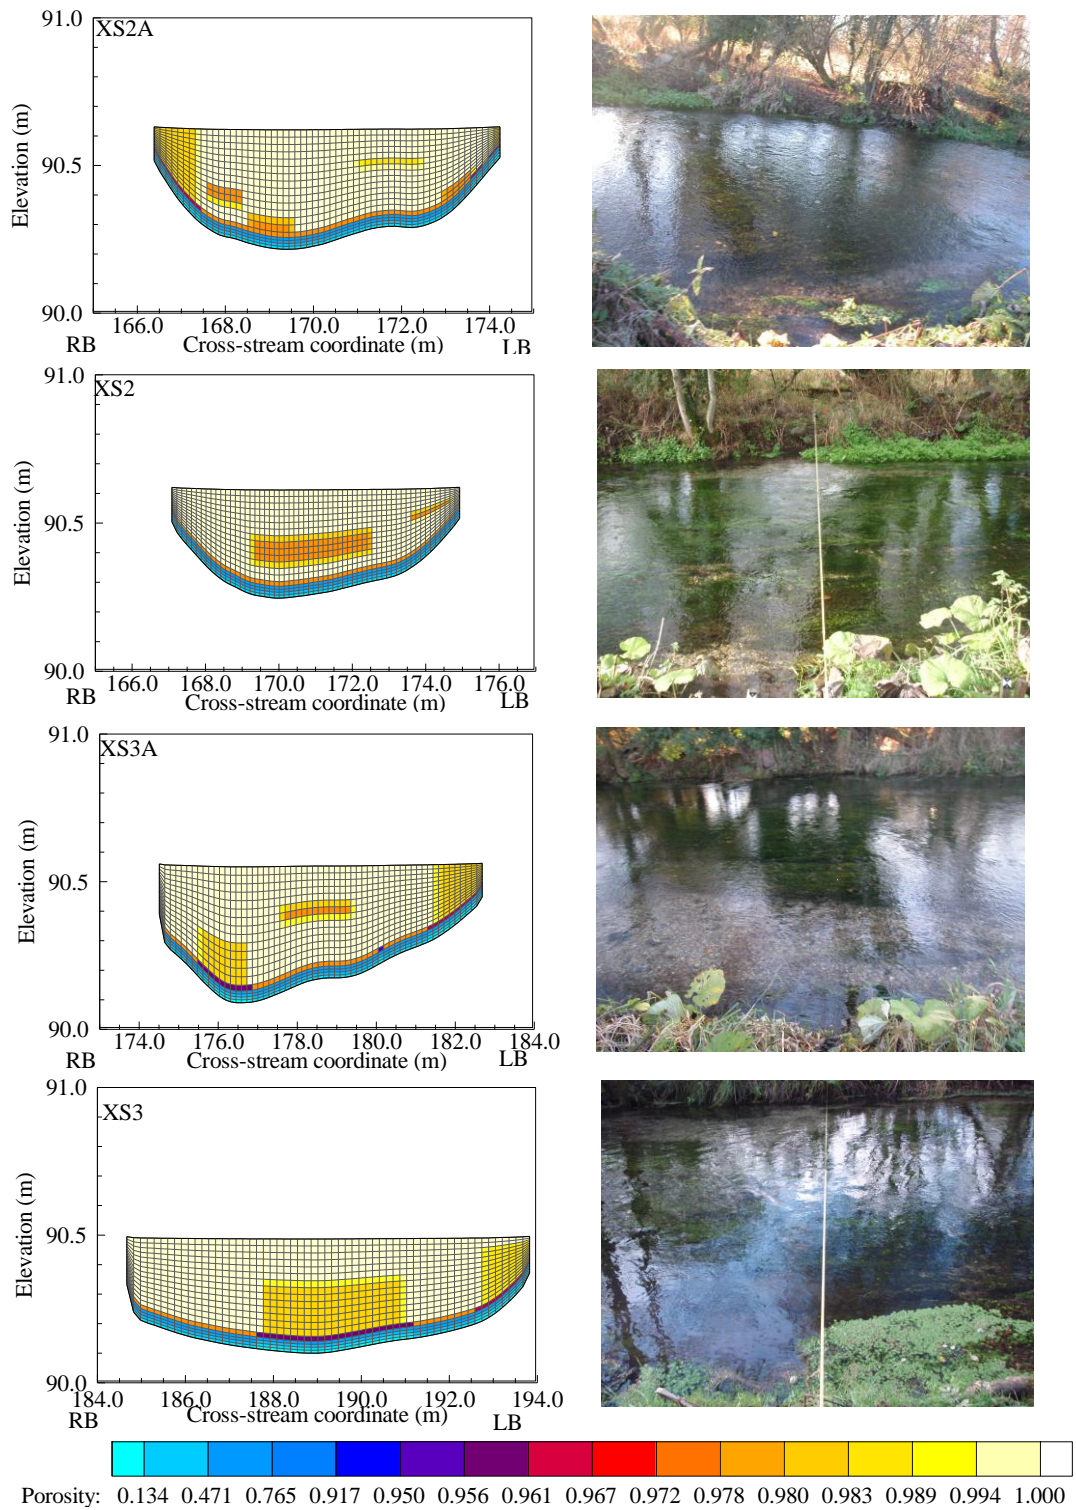 XS2A
91.0
90.5
90.0
Elevation (m)
166.0 168.0 170.0 172.0 174.0
RB Cross-stream coordinate (m) LB
XS2
91.0
90.5
90.0
Elevation (m)
166.0 168.0 170.0 172.0 174.0 176.0
RB Cross-stream coordinate (m) LB
XS3A
91.0
90.5
90.0
Elevation (m)
174.0 176.0 178.0 180.0 182.0 184.0
RB Cross-stream coordinate (m) LB
XS3
91.0
90.5
90.0
Elevation (m)
184.0 186.0 188.0 190.0 192.0 194.0
RB Cross-stream coordinate (m) LB
Porosity: 0.134 0.471 0.765 0.917 0.950 0.956 0.961 0.967 0.972 0.978 0.980 0.983 0.989 0.994 1.000